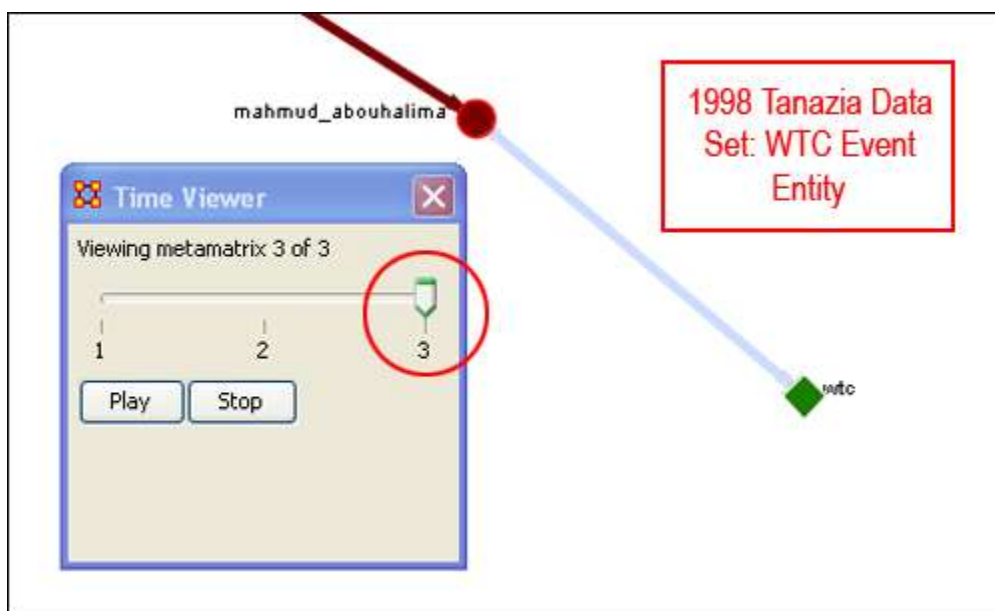 mahmud_abouhalima
1998 Tanazia Data
Set: WTC Event
Entity
Time Viewer
Viewing metamatrix 3 of 3
1 2 3
Play Stop
wtc